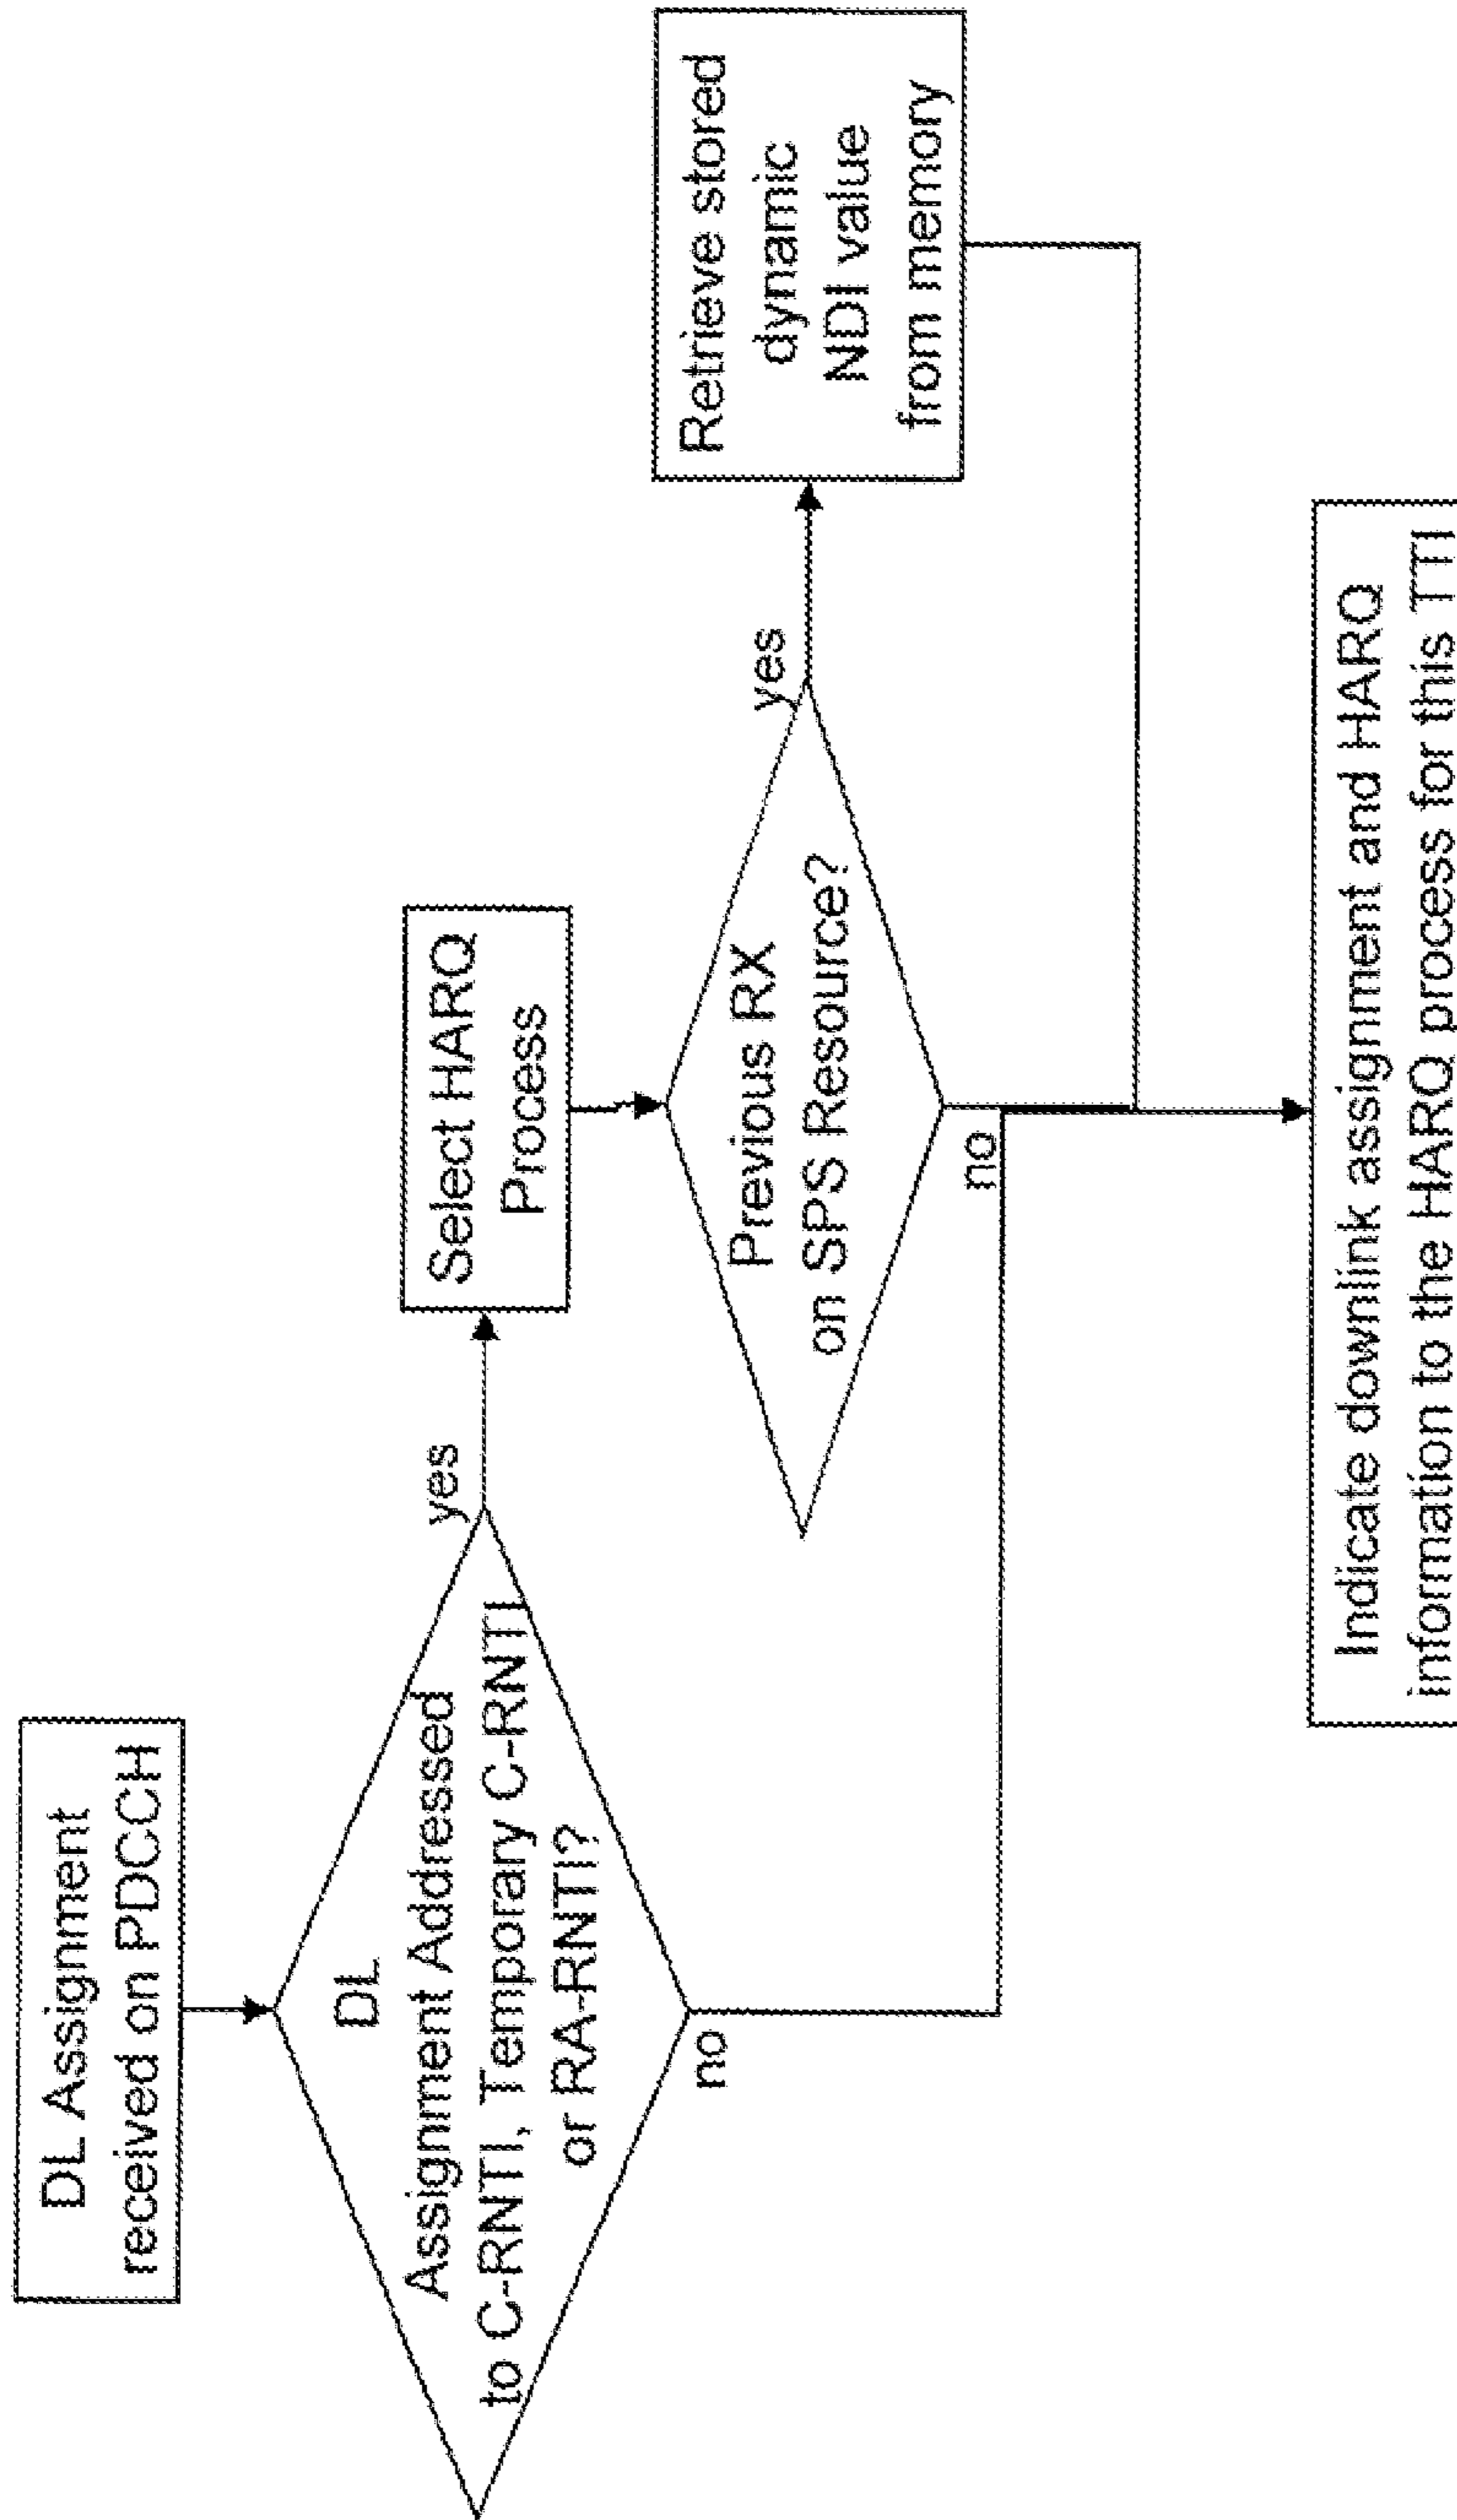 DL Assignment
received on PDCCH
DL
Assignment Addressed
to C-RNTI, Temporary C-RNTI
or RA-RNTI?
yes
no
Select HARQ
Process
Previous RX
on SPS Resource?
yes
no
Retrieve stored
dynamic
NDI value
from memory
Indicate downlink assignment and HARQ
information to the HARQ process for this TTI